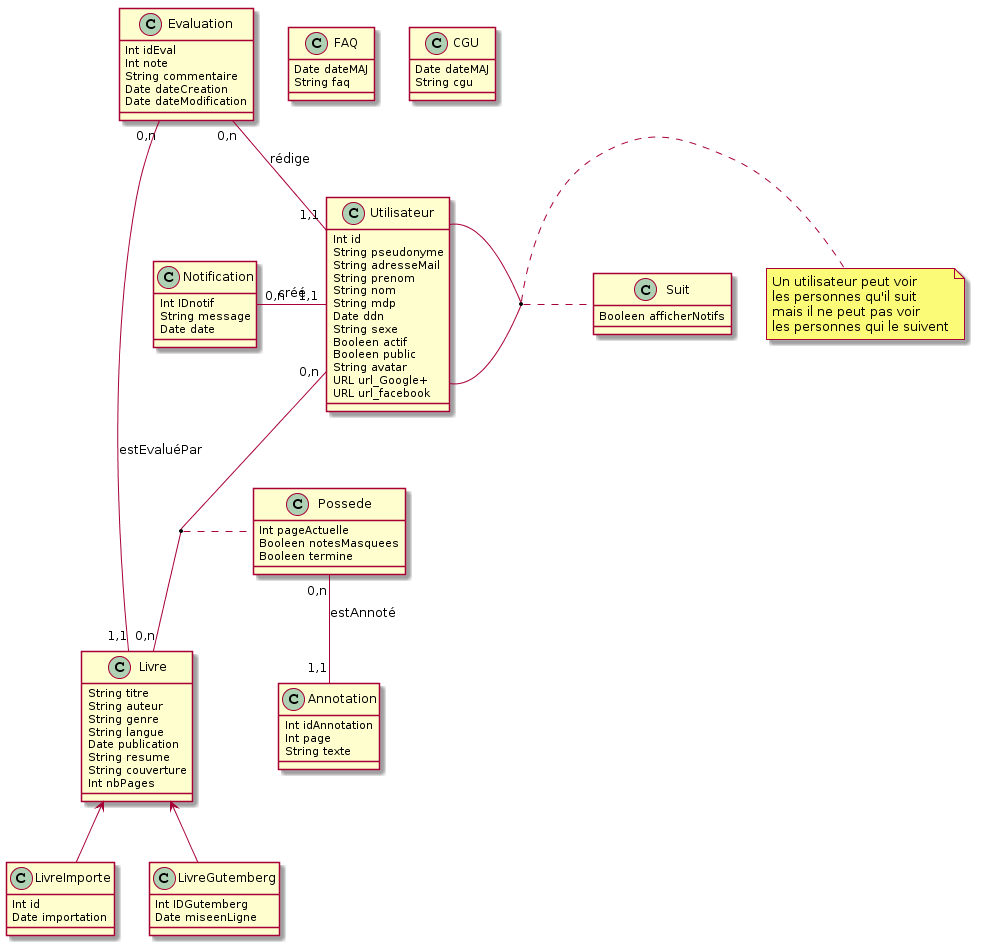 C Evaluation
Int idEval
Int note
String commentaire
Date dateCreation
Date dateModification
C FAQ
Date dateMAJ
String faq
C CGU
Date dateMAJ
String cgu
0,n
0,n
rédige
1,1
C Utilisateur
Int id
String pseudonyme
String adresseMail
String prenom
String nom
String mdp
Date ddn
String sexe
Booleen actif
Booleen public
String avatar
URL url_Google+
URL url_facebook
C Notification
Int IDnotif
String message
Date date
0,n
créé
1,1
C Suit
Booleen afficherNotifs
Un utilisateur peut voir
les personnes qu'il suit
mais il ne peut pas voir
les personnes qui le suivent
0,n
estEvaluéPar
C Possede
Int pageActuelle
Booleen notesMasquees
Booleen termine
0,n
estAnnoté
1,1
1,1
0,n
C Livre
String titre
String auteur
String genre
String langue
Date publication
String resume
String couverture
Int nbPages
C Annotation
Int idAnnotation
Int page
String texte
C LivreImporte
Int id
Date importation
C LivreGutemberg
Int IDGutemberg
Date miseenLigne